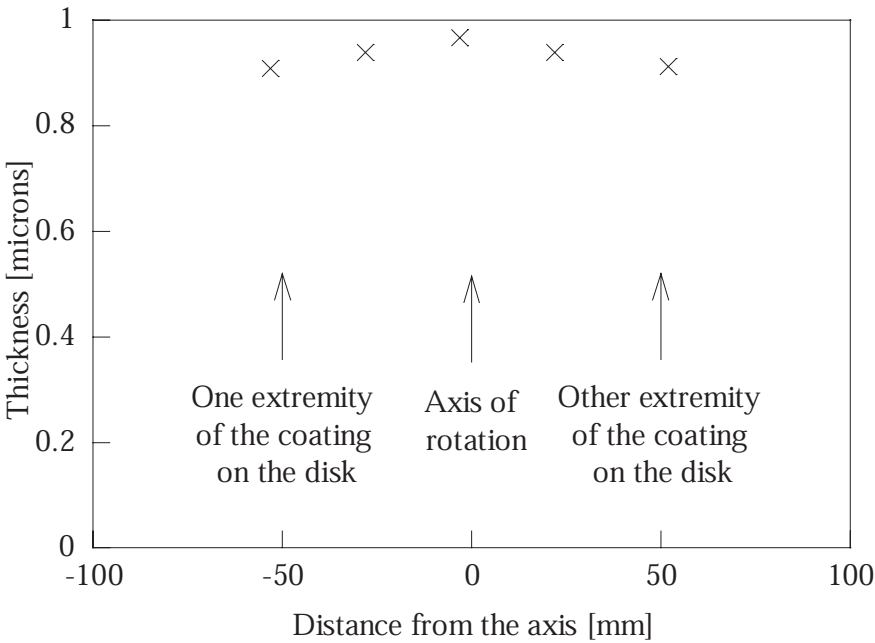 1
0.8
0.6
0.4
0.2
0
Thickness [microns]
One extremity
of the coating
on the disk
Axis of
rotation
Other extremity
of the coating
on the disk
-100
-50
0
50
100
Distance from the axis [mm]